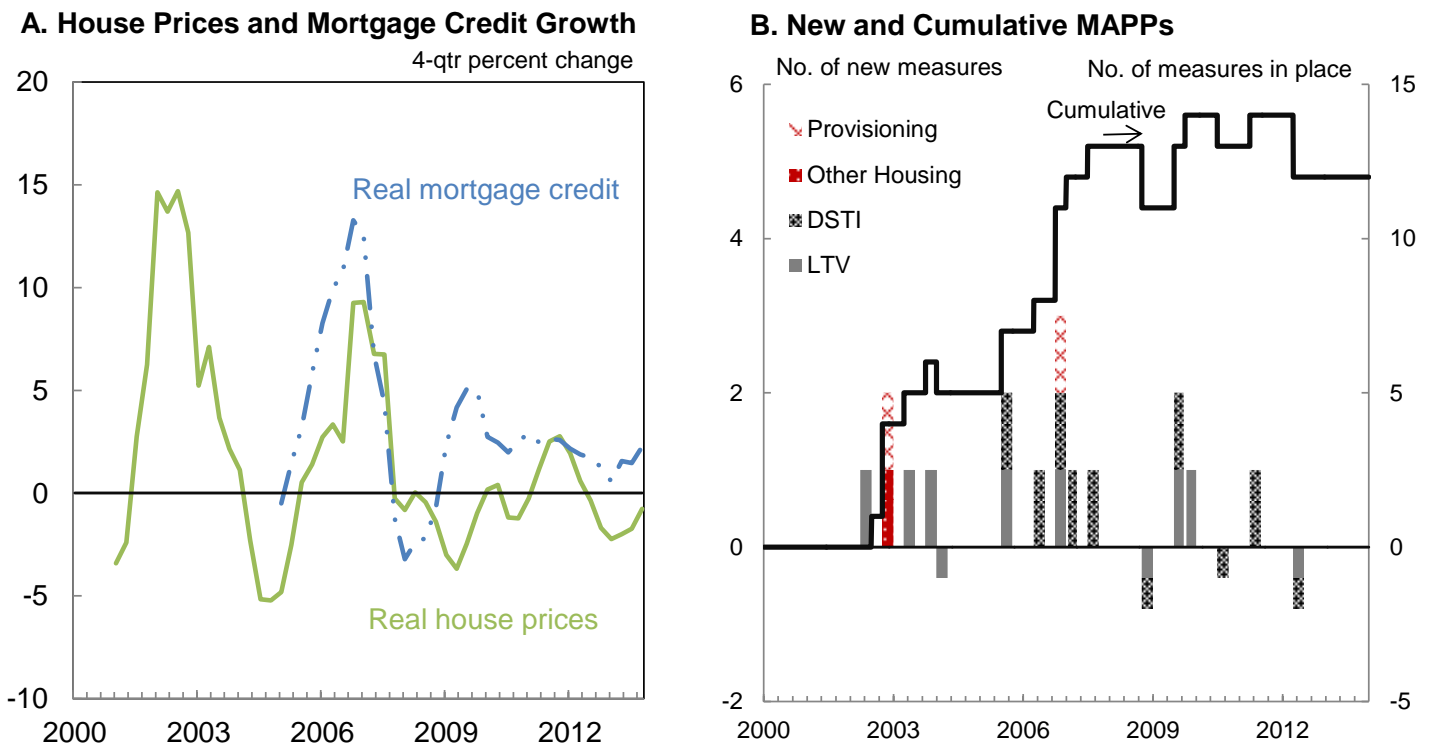 A. House Prices and Mortgage Credit Growth
4-qtr percent change
20
15
10
5
0
-5
-10
2000 2003 2006 2009 2012
Real mortgage credit
Real house prices
B. New and Cumulative MAPPs
No. of new measures
No. of measures in place
6
4
2
0
-2
15
10
5
0
-5
2000 2003 2006 2009 2012
Cumulative
Provisioning
Other Housing
DSTI
LTV